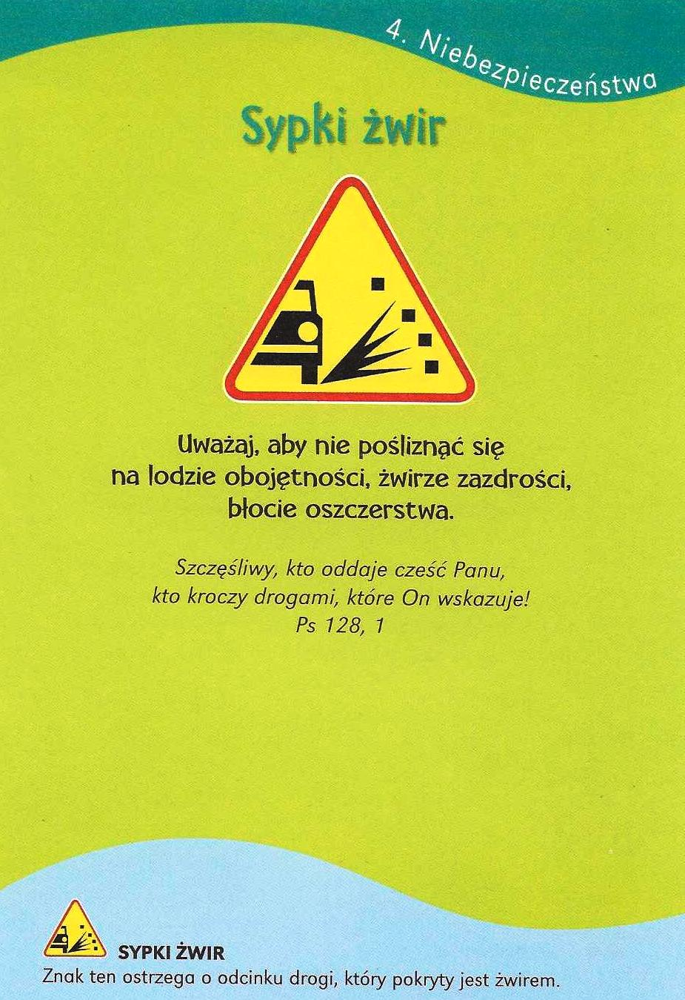 4. Niebezpieczeństwa
Sypki żwir
Uważaj, aby nie pośliznąć się
na lodzie obojętności, żwirze zazdrości,
błocie oszczerstwa.
Szczęśliwy, kto oddaje cześć Panu,
kto kroczy drogami, które On wskazuje!
Ps 128, 1
SYPKI ŻWIR
Znak ten ostrzega o odcinku drogi, który pokryty jest żwirem.